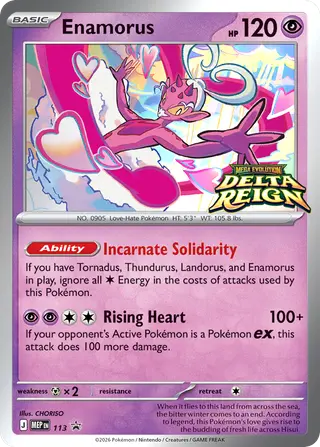 BASIC
Enamorus
HP 120
MEGA EVOLUTION
DELTA
REIGN
NO. 0905 Love-Hate Pokémon HT: 5'3" WT: 105.8 lbs.
Ability Incarnate Solidarity
If you have Tornadus, Thundurus, Landorus, and Enamorus
in play, ignore all Energy in the costs of attacks used by
this Pokémon.
Rising Heart 100+
If your opponent's Active Pokémon is a Pokémon ex, this
attack does 100 more damage.
weakness ×2 resistance retreat
Illus. CHORISO
J MEP EN 113
When it flies to this land from across the sea,
the bitter winter comes to an end. According
to legend, this Pokémon's love gives rise
to the budding of fresh life across Hisui
©2026 Pokémon / Nintendo / Creatures / GAME FREAK